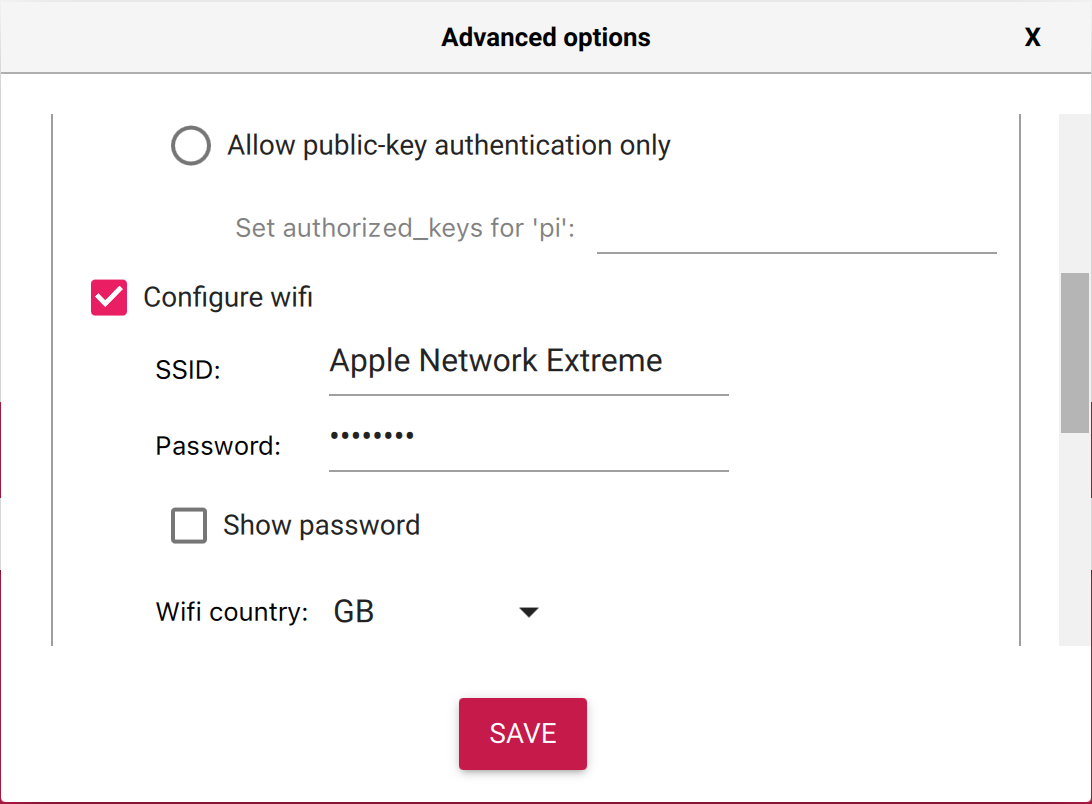 Advanced options X
Allow public-key authentication only
Set authorized_keys for 'pi':
Configure wifi
SSID: Apple Network Extreme
Password: ••••••••
Show password
Wifi country: GB
SAVE